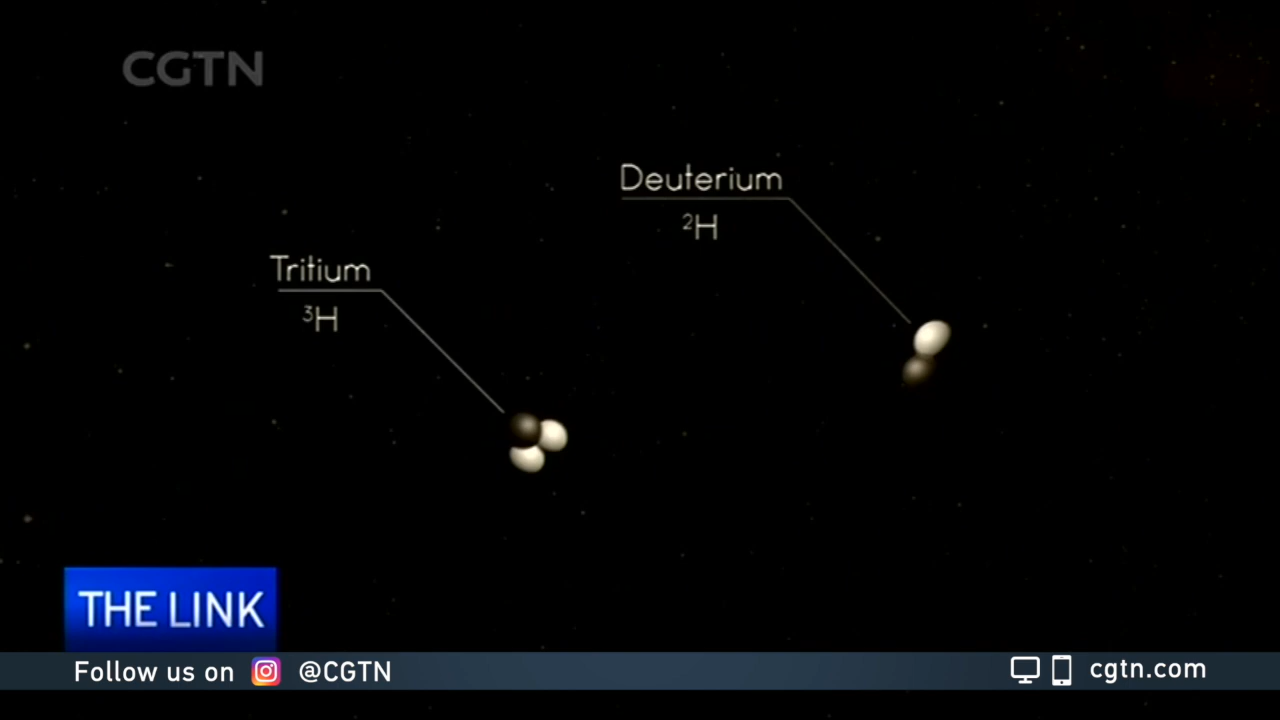 CGTN
Deuterium
²H
Tritium
³H
THE LINK
Follow us on @CGTN
cgtn.com